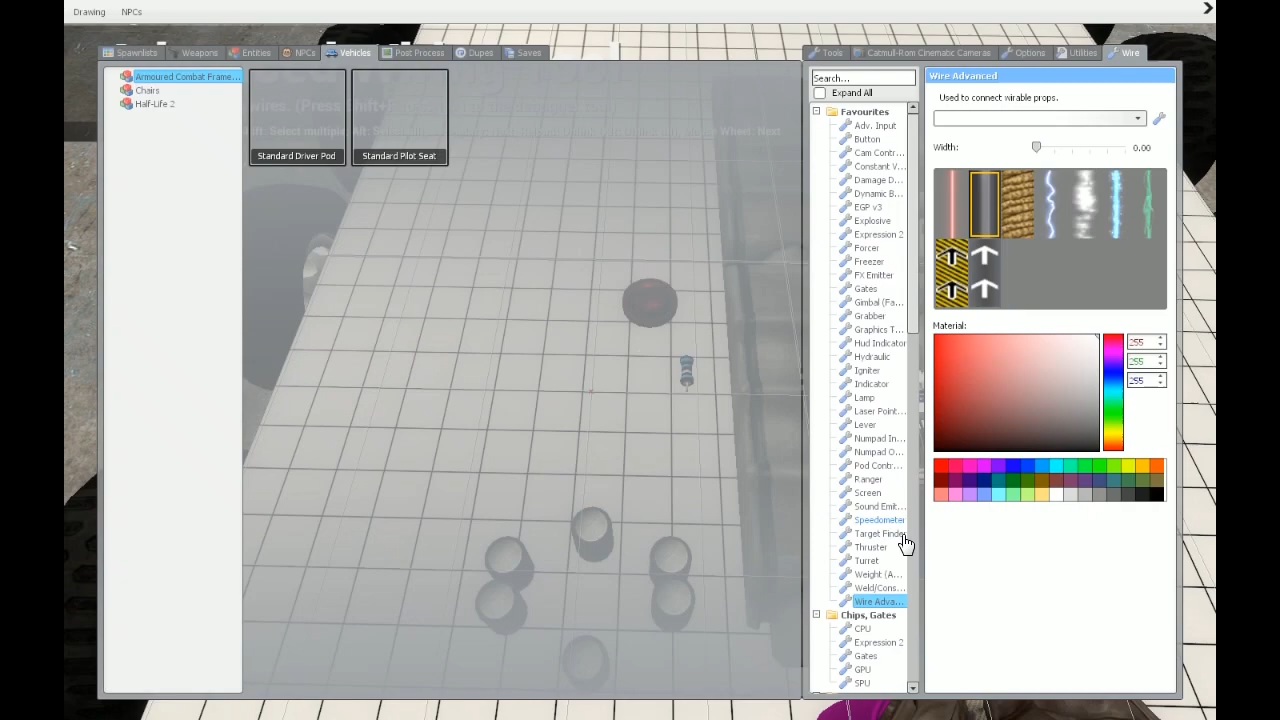 Drawing NPCs
Spawnlists Weapons Entities NPCs Vehicles Post Process Dupes Saves
Tools Catmull-Rom Cinematic Cameras Options Utilities Wire
Armoured Combat Frame...
Chairs
Half-Life 2
Standard Driver Pod
Standard Pilot Seat
Search...
Expand All
Favourites
Adv. Input
Button
Cam Contr...
Constant V...
Damage D...
Dynamic B...
EGP v3
Explosive
Expression 2
Forcer
Freezer
FX Emitter
Gates
Gimbal (Fa...
Grabber
Graphics T...
Hud Indicator
Hydraulic
Igniter
Indicator
Lamp
Laser Point...
Lever
Numpad In...
Numpad O...
Pod Contr...
Ranger
Screen
Sound Emit...
Speedometer
Target Finde
Thruster
Turret
Weight (A...
Weld/Cons...
Wire Adva...
Chips, Gates
CPU
Expression 2
Gates
GPU
SPU
Wire Advanced
Used to connect wirable props.
Width: 0.00
Material:
255
255
255